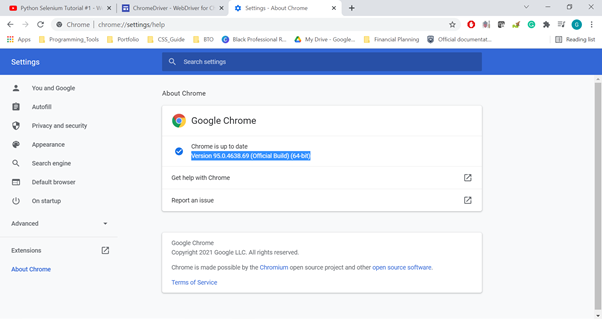 Python Selenium Tutorial #1 - W
ChromeDriver - WebDriver for C
Settings - About Chrome
Chrome | chrome://settings/help
G
Apps
Programming_Tools
Portfolio
CSS_Guide
BTO
Black Professional R...
My Drive - Google...
Financial Planning
Official documentat...
Reading list
Settings
Search settings
You and Google
Autofill
Privacy and security
Appearance
Search engine
Default browser
On startup
Advanced
Extensions
About Chrome
About Chrome
Google Chrome
Chrome is up to date
Version 95.0.4638.69 (Official Build) (64-bit)
Get help with Chrome
Report an issue
Google Chrome
Copyright 2021 Google LLC. All rights reserved.
Chrome is made possible by the Chromium open source project and other open source software.
Terms of Service